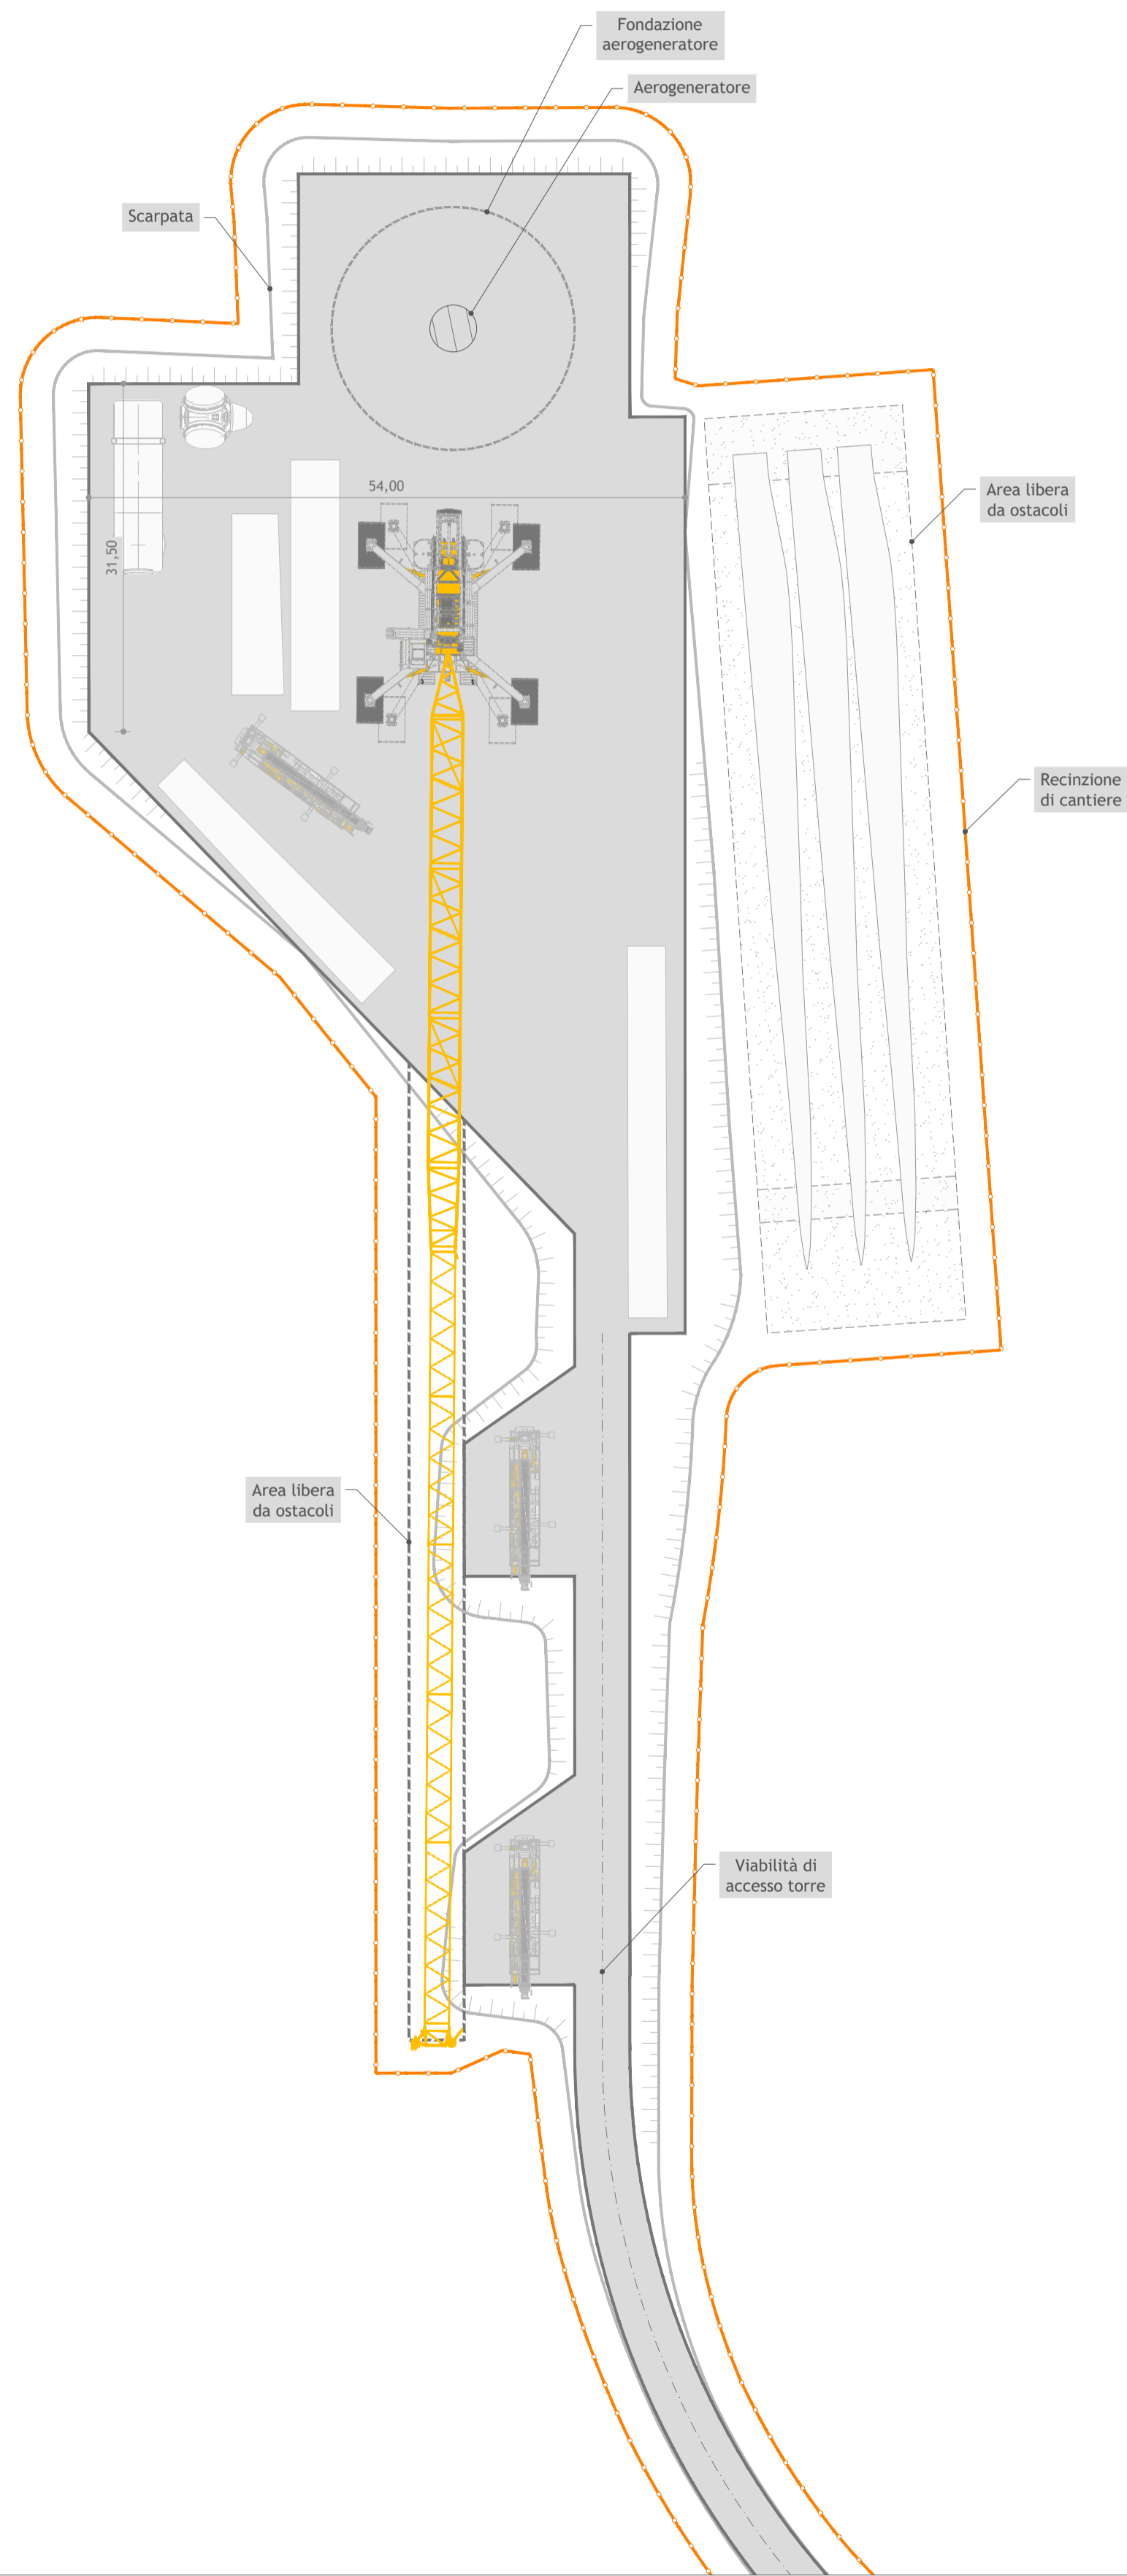 Fondazione
aerogeneratore
Aerogeneratore
Scarpata
54,00
31,50
Area libera
da ostacoli
Recinzione
di cantiere
Area libera
da ostacoli
Viabilità di
accesso torre